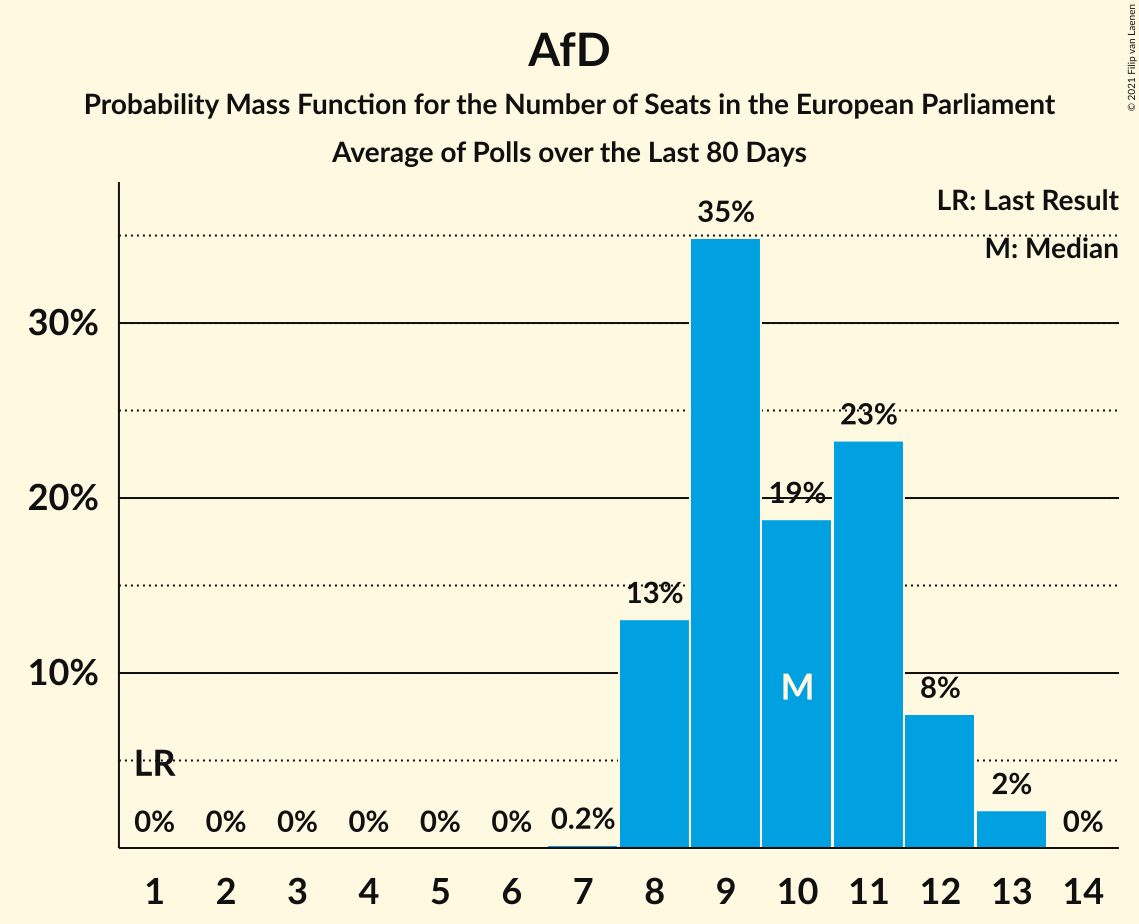 AfD
Probability Mass Function for the Number of Seats in the European Parliament
Average of Polls over the Last 80 Days
© 2021 Filip van Laenen
LR: Last Result
M: Median
35%
30%
23%
20%
19%
13%
10%
M
8%
LR
2%
0%
0%
0%
0%
0%
0%
0.2%
0%
1 2 3 4 5 6 7 8 9 10 11 12 13 14